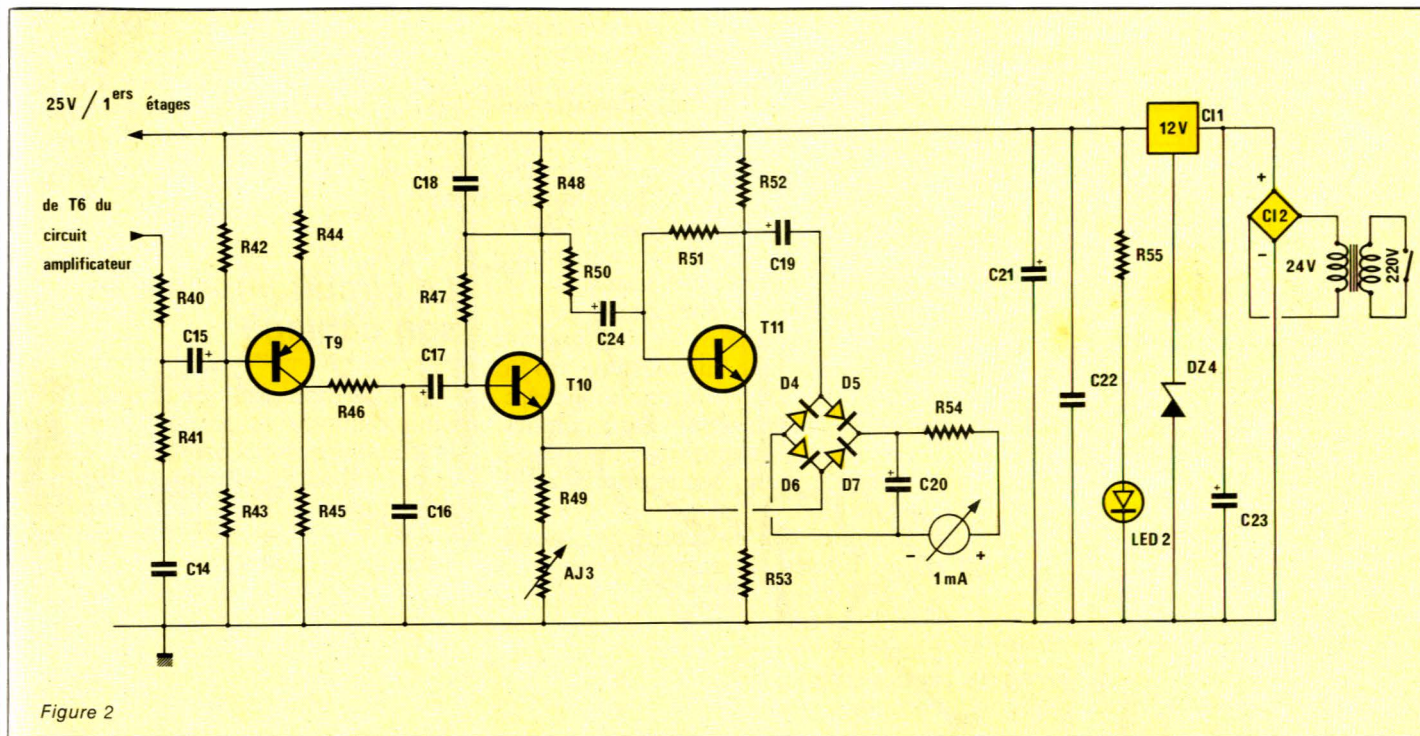 25V / 1ers étages
de T6 du
circuit
amplificateur
R40
R41
C14
C15
+
R42
R43
R44
T9
R45
R46
C16
C17
+
C18
R47
R48
T10
R49
AJ3
R50
C24
+
R51
R52
C19
+
T11
R53
D4
D5
D6
D7
-
R54
C20
+
-
+
1mA
C21
+
C22
R55
LED 2
12V
CI1
DZ4
C23
+
+
CI2
-
24V
220V
Figure 2